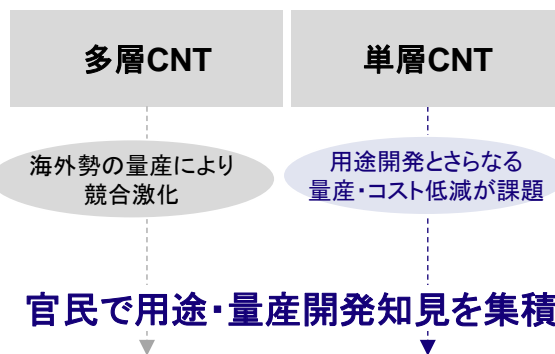 多層CNT
単層CNT
海外勢の量産により
競合激化
用途開発とさらなる
量産・コスト低減が課題
官民で用途・量産開発知見を集積